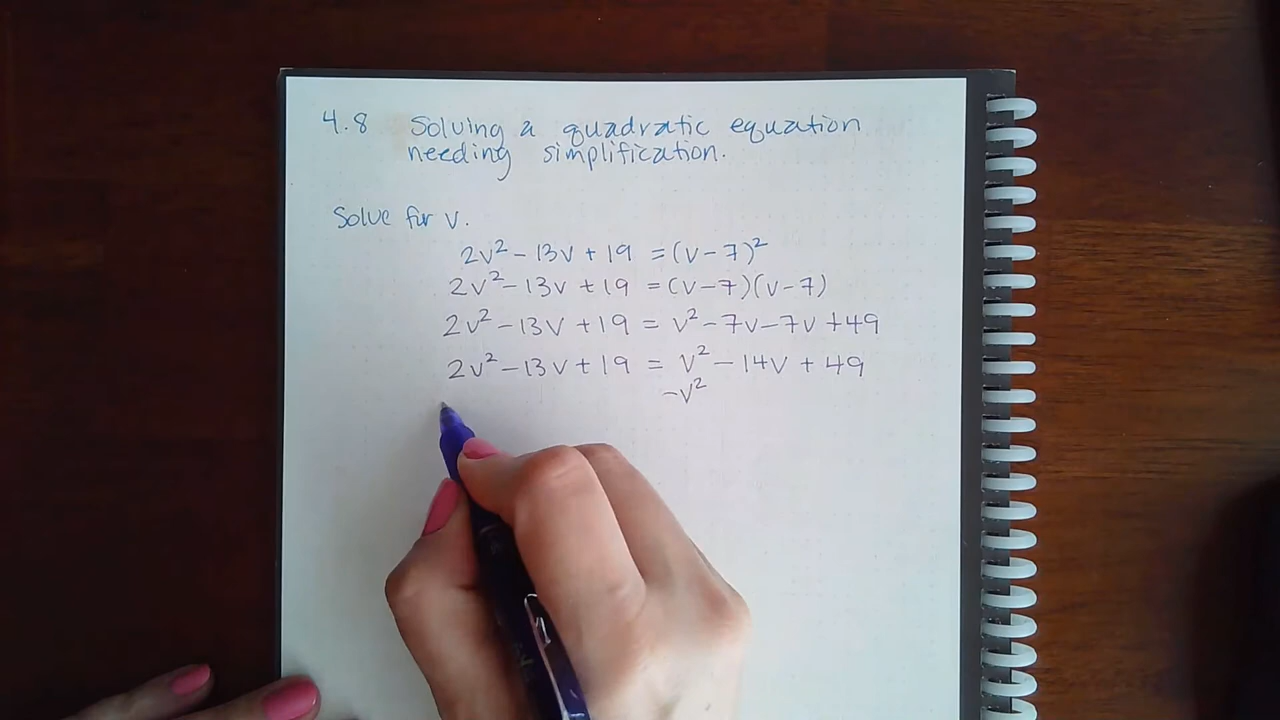 4.8 Solving a quadratic equation
needing simplification.
Solve for v.
2v² - 13v + 19 = (v - 7)²
2v² - 13v + 19 = (v - 7)(v - 7)
2v² - 13v + 19 = v² - 7v - 7v + 49
2v² - 13v + 19 = v² - 14v + 49
-v²